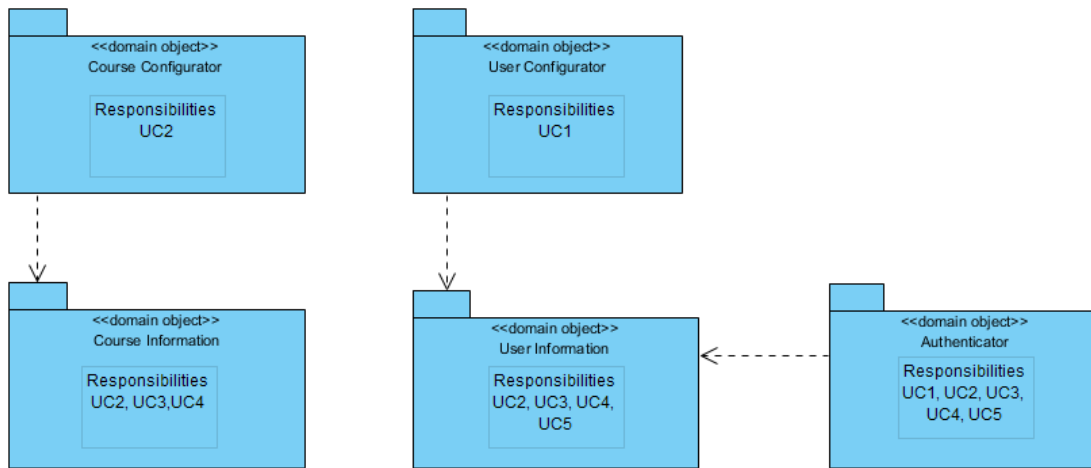 <<domain object>>
Course Configurator
Responsibilities
UC2
<<domain object>>
User Configurator
Responsibilities
UC1
<<domain object>>
Course Information
Responsibilities
UC2, UC3,UC4
<<domain object>>
User Information
Responsibilities
UC2, UC3, UC4,
UC5
<<domain object>>
Authenticator
Responsibilities
UC1, UC2, UC3,
UC4, UC5